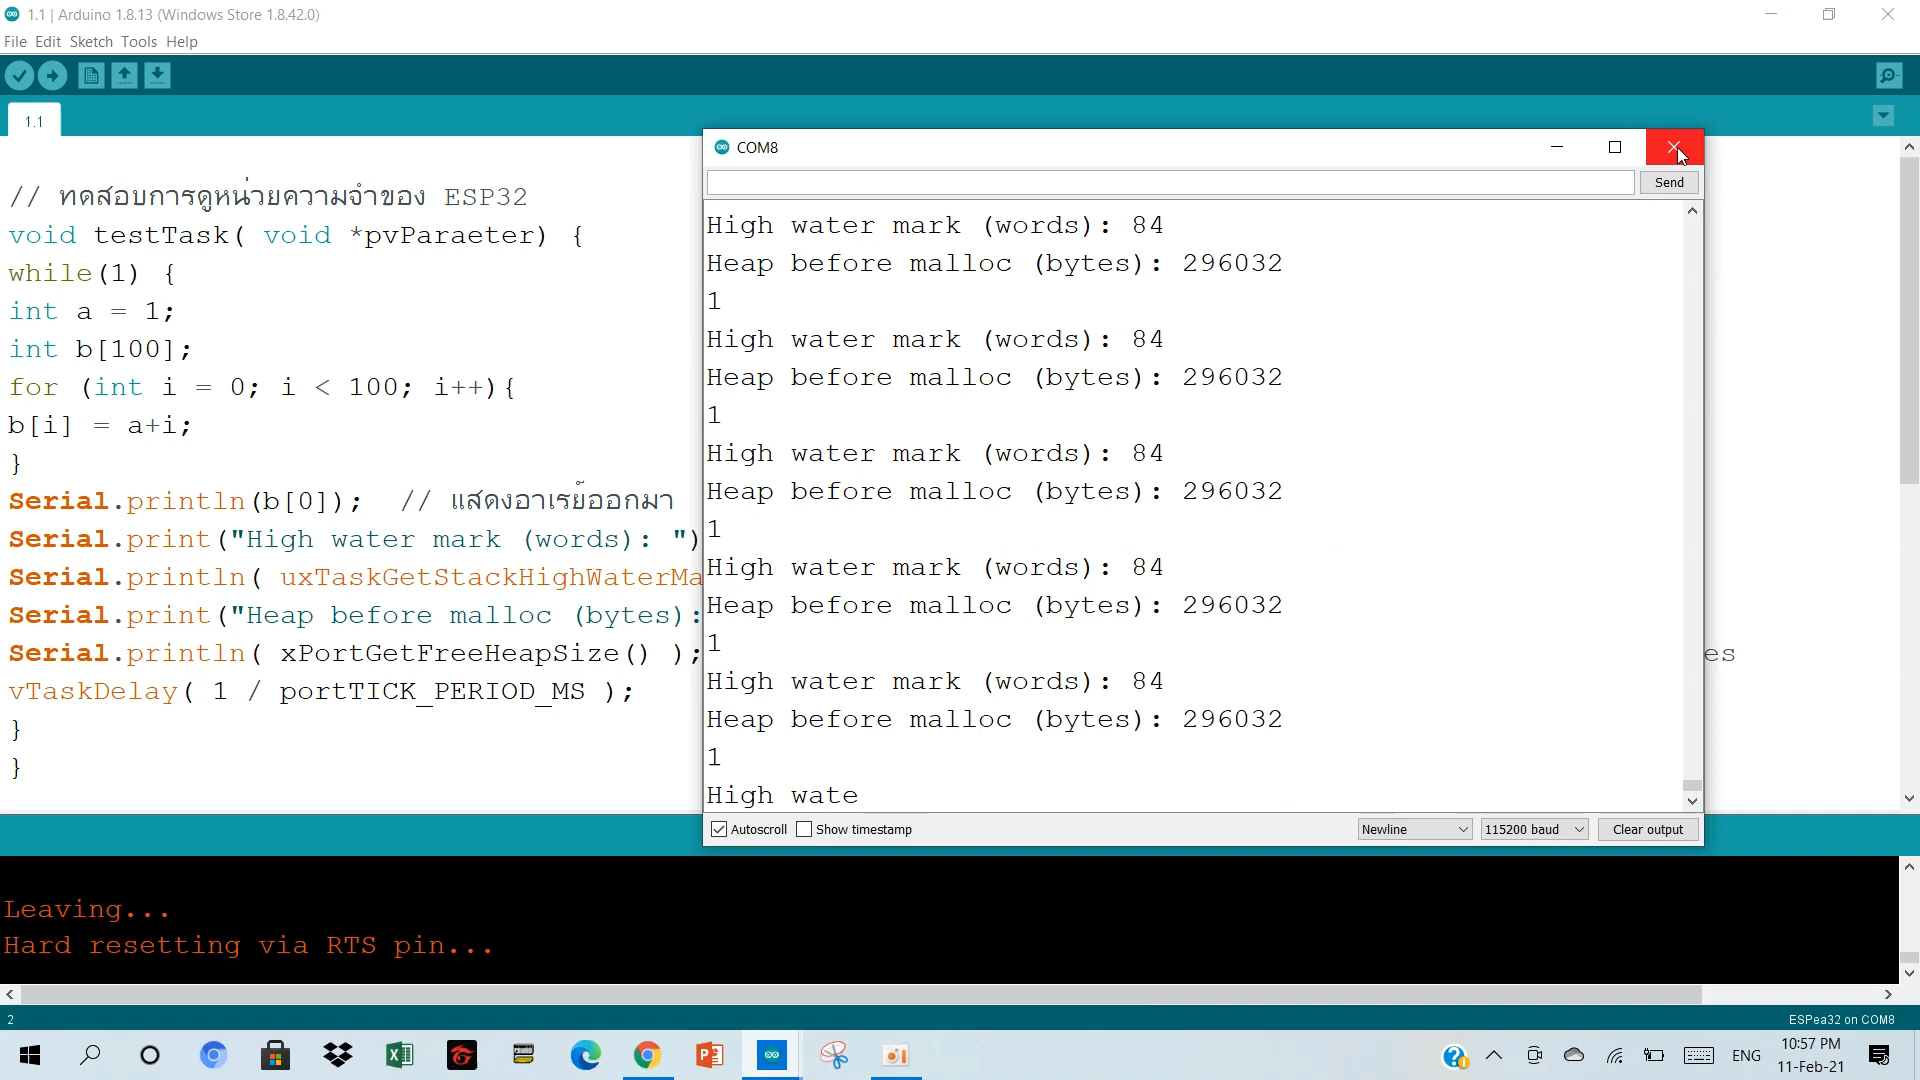 1.1 | Arduino 1.8.13 (Windows Store 1.8.42.0)
File Edit Sketch Tools Help
1.1
// ทดสอบการดูหน่วยความจำของ ESP32
void testTask( void *pvParaeter) {
while(1) {
int a = 1;
int b[100];
for (int i = 0; i < 100; i++){
b[i] = a+i;
}
Serial.println(b[0]);  // แสดงอาเรย์ออกมา
Serial.print("High water mark (words): ")
Serial.println( uxTaskGetStackHighWaterMa
Serial.print("Heap before malloc (bytes):
Serial.println( xPortGetFreeHeapSize() );
es
vTaskDelay( 1 / portTICK_PERIOD_MS );
}
}
COM8
Send
High water mark (words): 84
Heap before malloc (bytes): 296032
1
High water mark (words): 84
Heap before malloc (bytes): 296032
1
High water mark (words): 84
Heap before malloc (bytes): 296032
1
High water mark (words): 84
Heap before malloc (bytes): 296032
1
High water mark (words): 84
Heap before malloc (bytes): 296032
1
High wate
Autoscroll Show timestamp
Newline
115200 baud
Clear output
Leaving...
Hard resetting via RTS pin...
2
ESPea32 on COM8
ENG
10:57 PM
11-Feb-21